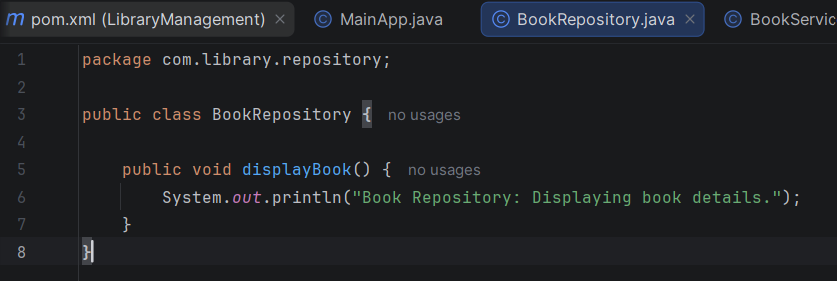 pom.xml (LibraryManagement) MainApp.java BookRepository.java BookServic
1 package com.library.repository;
2
3 public class BookRepository { no usages
4
5 public void displayBook() { no usages
6 System.out.println("Book Repository: Displaying book details.");
7 }
8 }